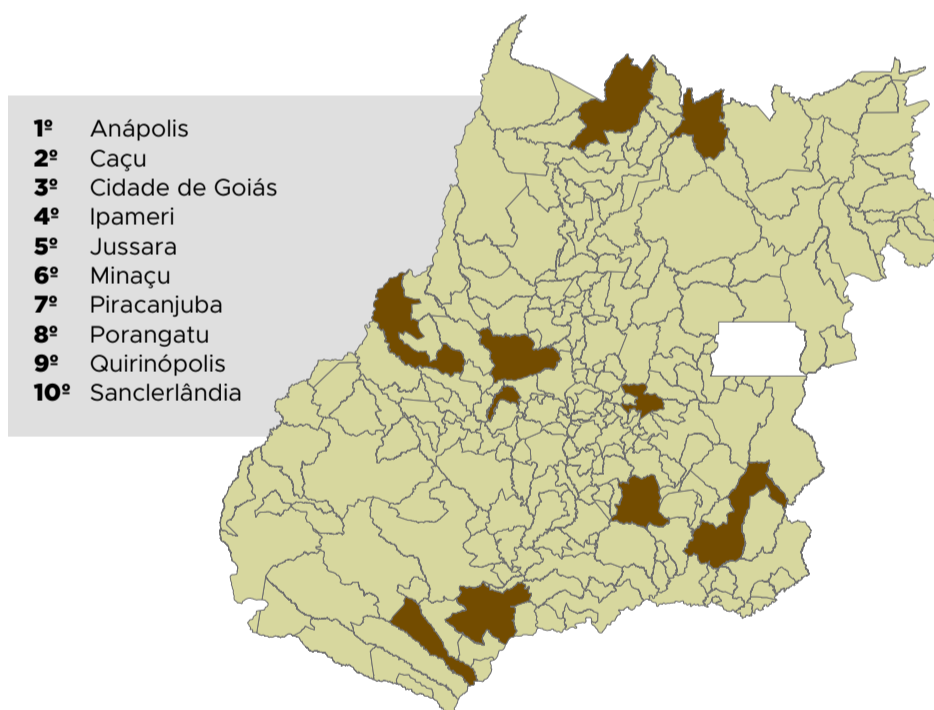 1º Anápolis
2º Caçu
3º Cidade de Goiás
4º Ipameri
5º Jussara
6º Minaçu
7º Piracanjuba
8º Porangatu
9º Quirinópolis
10º Sanclerlândia